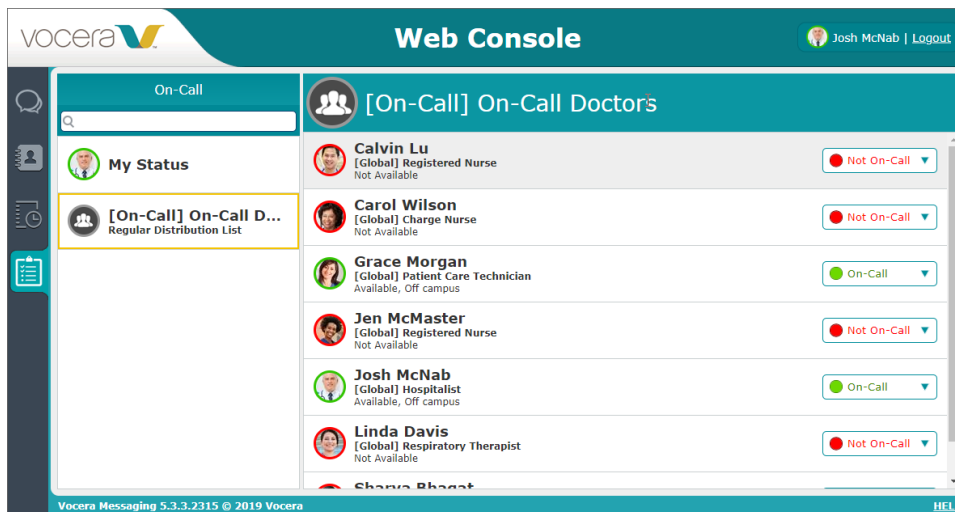 vocera
Web Console
Josh McNab | Logout
On-Call
[On-Call] On-Call Doctors
My Status
[On-Call] On-Call D...
Regular Distribution List
Calvin Lu
[Global] Registered Nurse
Not Available
Not On-Call
Carol Wilson
[Global] Charge Nurse
Not Available
Not On-Call
Grace Morgan
[Global] Patient Care Technician
Available, Off campus
On-Call
Jen McMaster
[Global] Registered Nurse
Not Available
Not On-Call
Josh McNab
[Global] Hospitalist
Available, Off campus
On-Call
Linda Davis
[Global] Respiratory Therapist
Not Available
Not On-Call
Sharya Bhagat
Vocera Messaging 5.3.3.2315 © 2019 Vocera
HEL